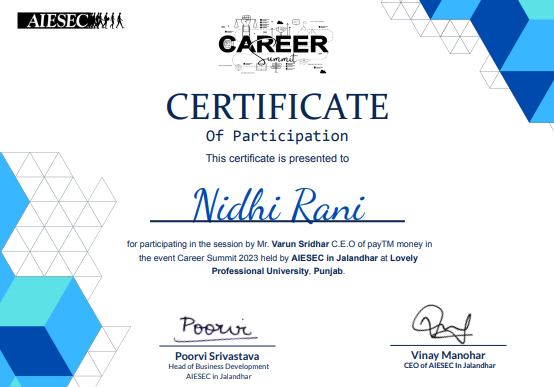 AIESEC
CAREER
Summit
CERTIFICATE
Of Participation
This certificate is presented to
Nidhi Rani
for participating in the session by Mr. Varun Sridhar C.E.O of payTM money in
the event Career Summit 2023 held by AIESEC in Jalandhar at Lovely
Professional University, Punjab.
Poorvi
Poorvi Srivastava
Head of Business Development
AIESEC in Jalandhar
Vinay Manohar
CEO of AIESEC In Jalandhar